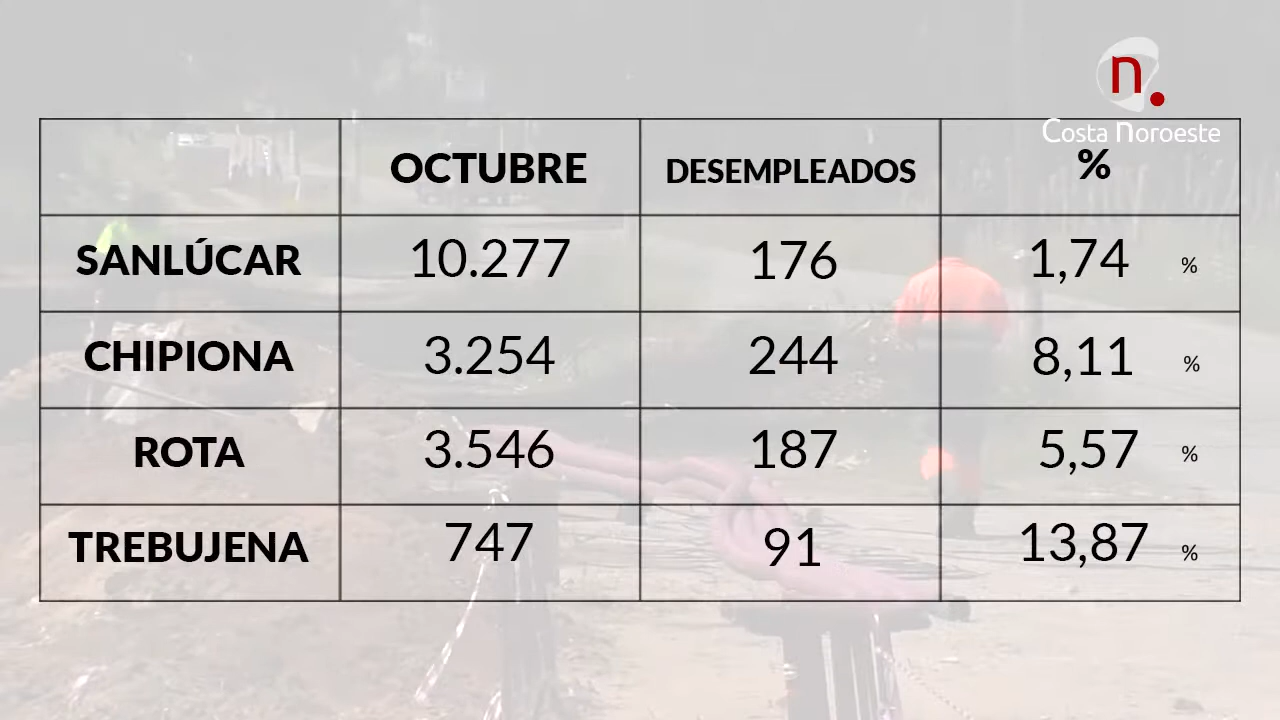 n.
Costa Noroeste
OCTUBRE DESEMPLEADOS %
SANLÚCAR 10.277 176 1,74 %
CHIPIONA 3.254 244 8,11 %
ROTA 3.546 187 5,57 %
TREBUJENA 747 91 13,87 %